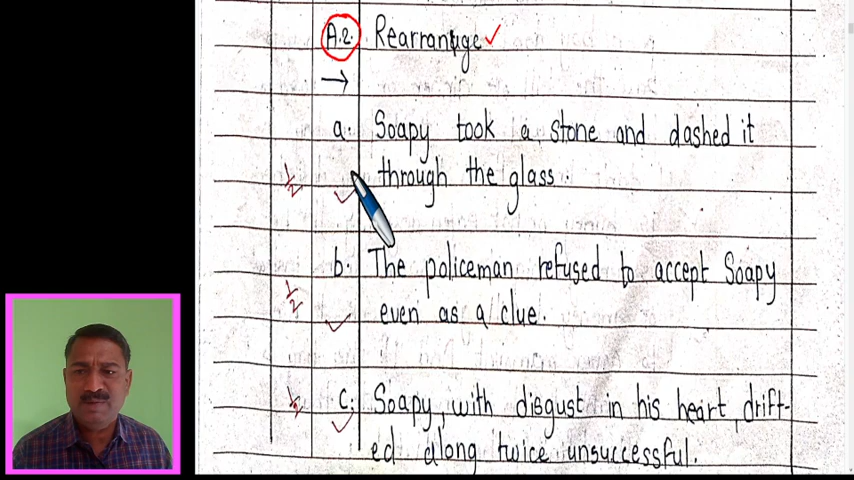 A.2. Rearrange
→
a. Soapy took a stone and dashed it
1/2 through the glass.
b. The policeman refused to accept Soapy
1/2 even as a clue.
1/2 c. Soapy, with disgust in his heart, drift-
ed along twice unsuccessful.